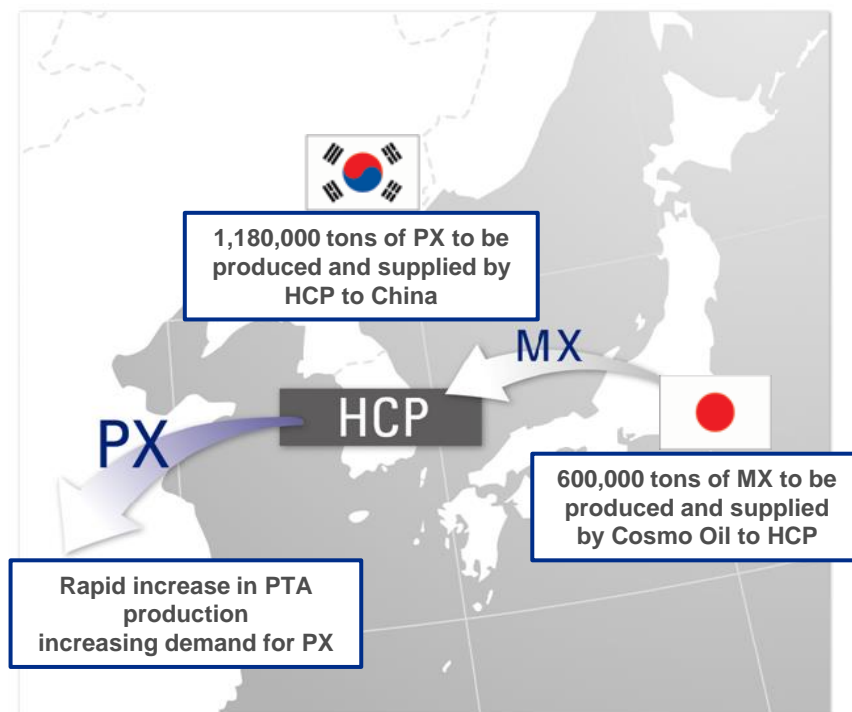 1,180,000 tons of PX to be
produced and supplied by
HCP to China
MX
HCP
PX
600,000 tons of MX to be
produced and supplied
by Cosmo Oil to HCP
Rapid increase in PTA
production
increasing demand for PX